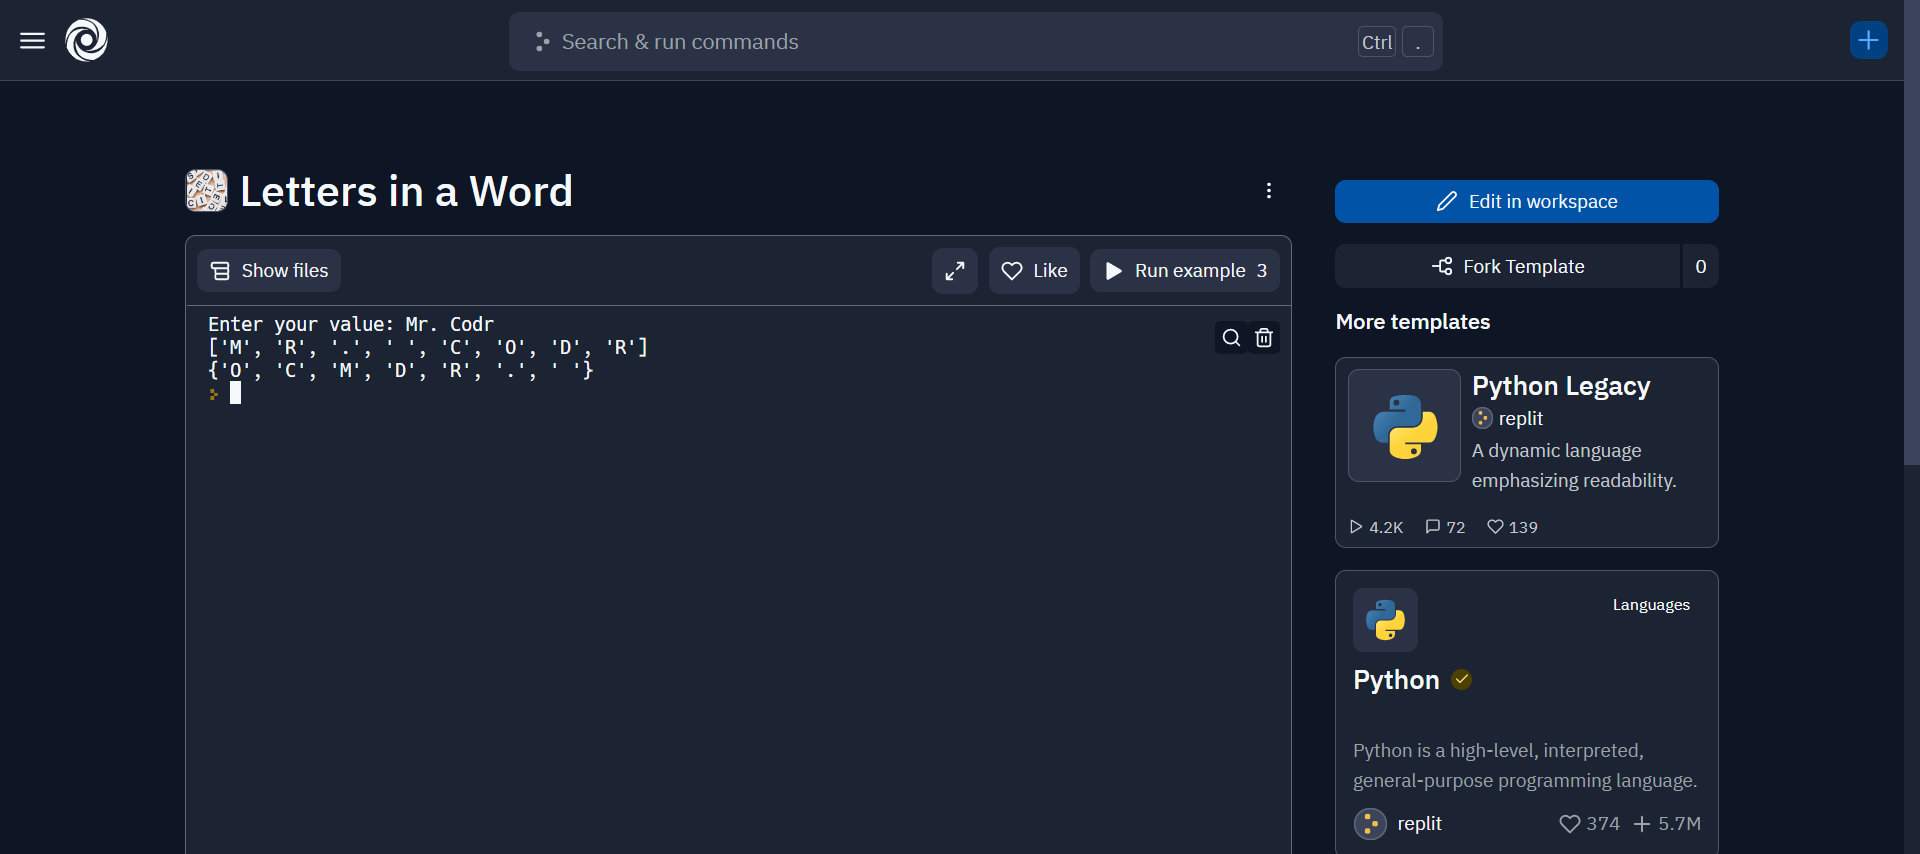 Search & run commands
Ctrl .
Letters in a Word
Show files
Like
Run example 3
Enter your value: Mr. Codr
['M', 'R', '.', ' ', 'C', 'O', 'D', 'R']
{'O', 'C', 'M', 'D', 'R', '.', ' '}
Edit in workspace
Fork Template 0
More templates
Python Legacy
replit
A dynamic language
emphasizing readability.
4.2K 72 139
Languages
Python
Python is a high-level, interpreted,
general-purpose programming language.
replit 374 5.7M